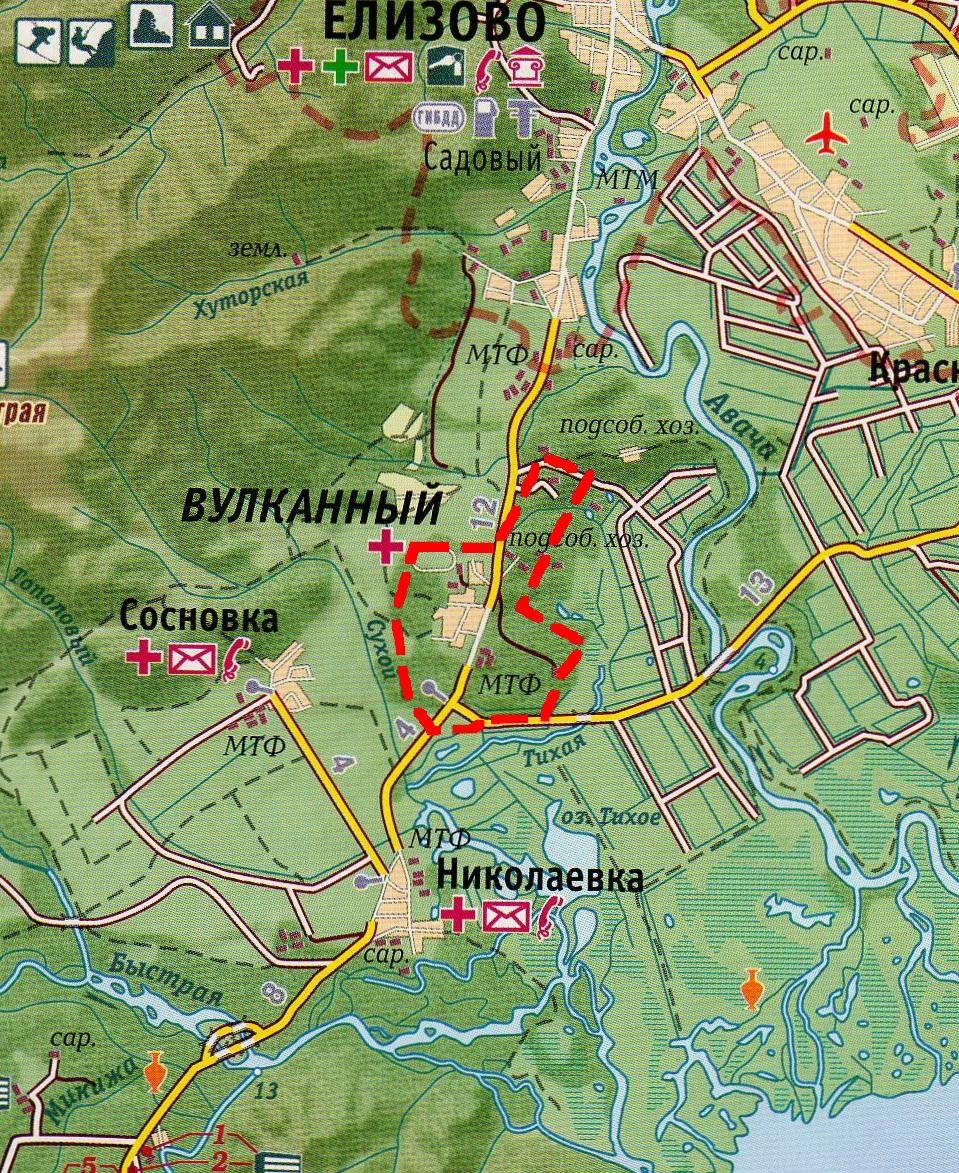 ЕЛИЗОВО
ГИБДД
сар.
сар.
Садовый
МТМ
земл.
Хуторская
МТФ
сар.
Авача
подсоб. хоз.
ВУЛКАННЫЙ
12
подсоб. хоз.
13
Тополовый
Сосновка
Сухой
4
МТФ
4
МТФ
4
Тихая
оз. Тихое
МТФ
Николаевка
сар.
Быстрая
8
сар.
Микижа
13
1
2
5